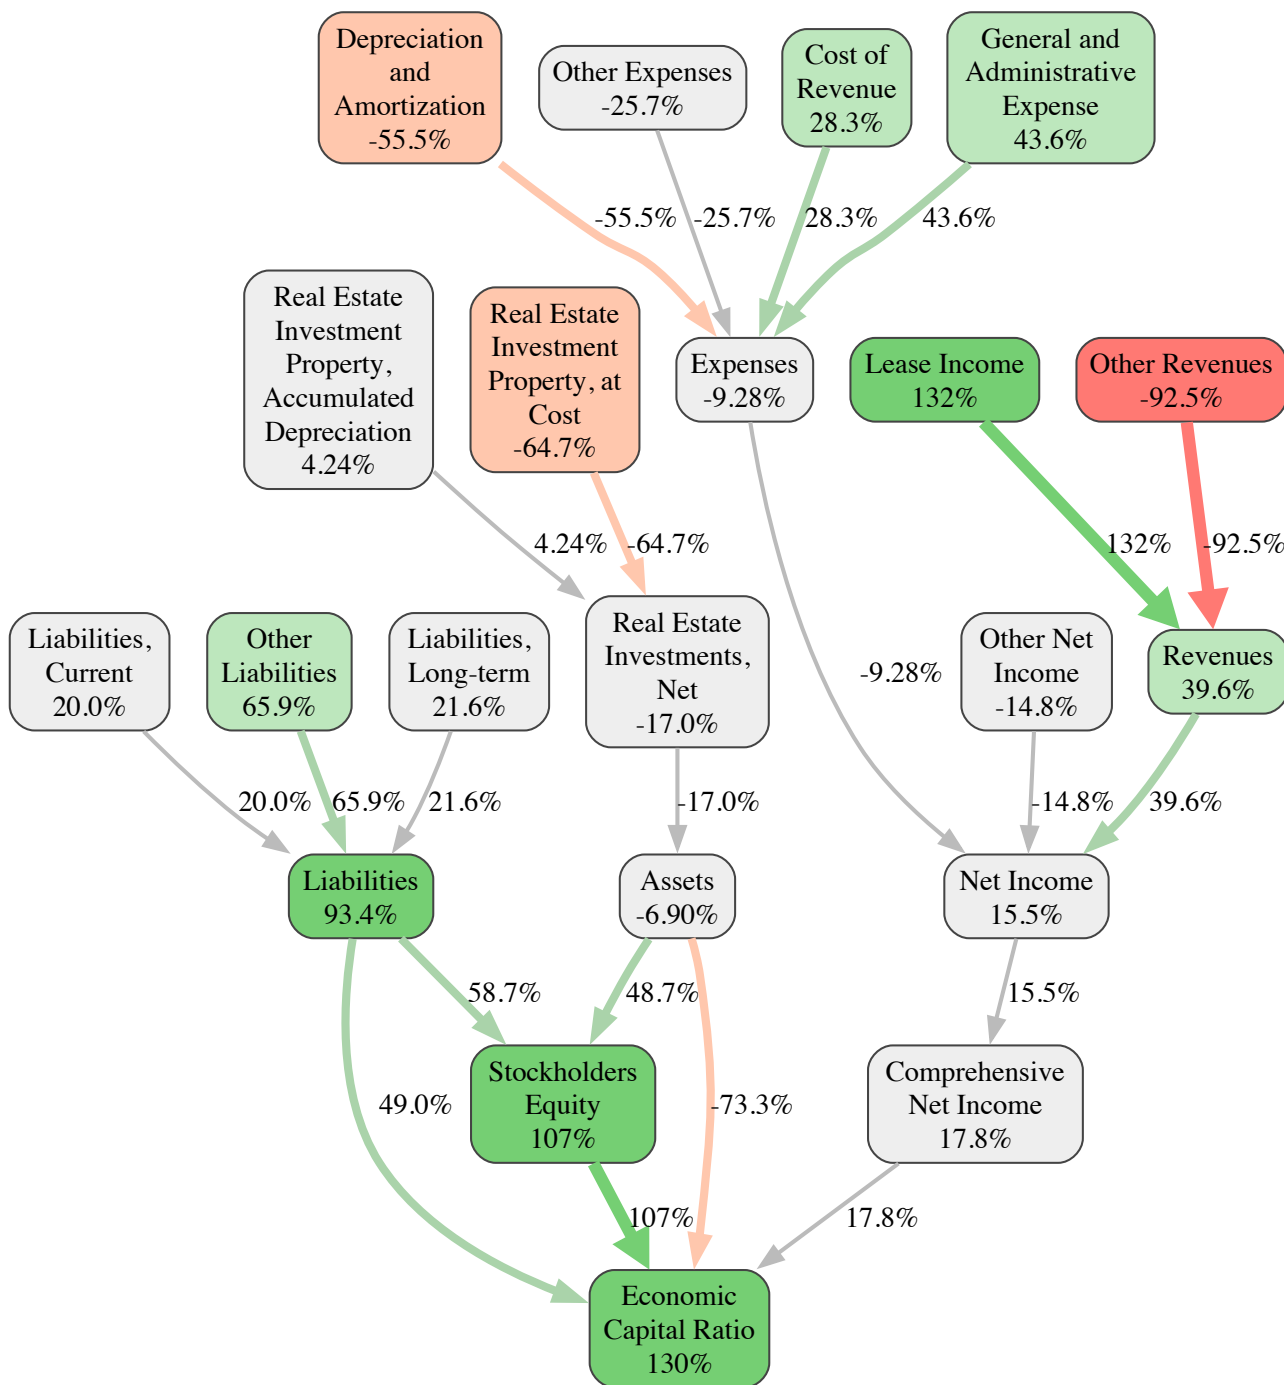 Depreciation
and
Amortization
-55.5%
Other Expenses
-25.7%
Cost of
Revenue
28.3%
General and
Administrative
Expense
43.6%
-55.5%
-25.7%
28.3%
43.6%
Real Estate
Investment
Property,
Accumulated
Depreciation
4.24%
Real Estate
Investment
Property, at
Cost
-64.7%
Expenses
-9.28%
Lease Income
132%
Other Revenues
-92.5%
4.24%
-64.7%
132%
-92.5%
Liabilities,
Current
20.0%
Other
Liabilities
65.9%
Liabilities,
Long-term
21.6%
Real Estate
Investments,
Net
-17.0%
-9.28%
Other Net
Income
-14.8%
Revenues
39.6%
20.0%
65.9%
21.6%
-17.0%
-14.8%
39.6%
Liabilities
93.4%
Assets
-6.90%
Net Income
15.5%
58.7%
48.7%
15.5%
Stockholders
Equity
107%
Comprehensive
Net Income
17.8%
49.0%
-73.3%
107%
17.8%
Economic
Capital Ratio
130%